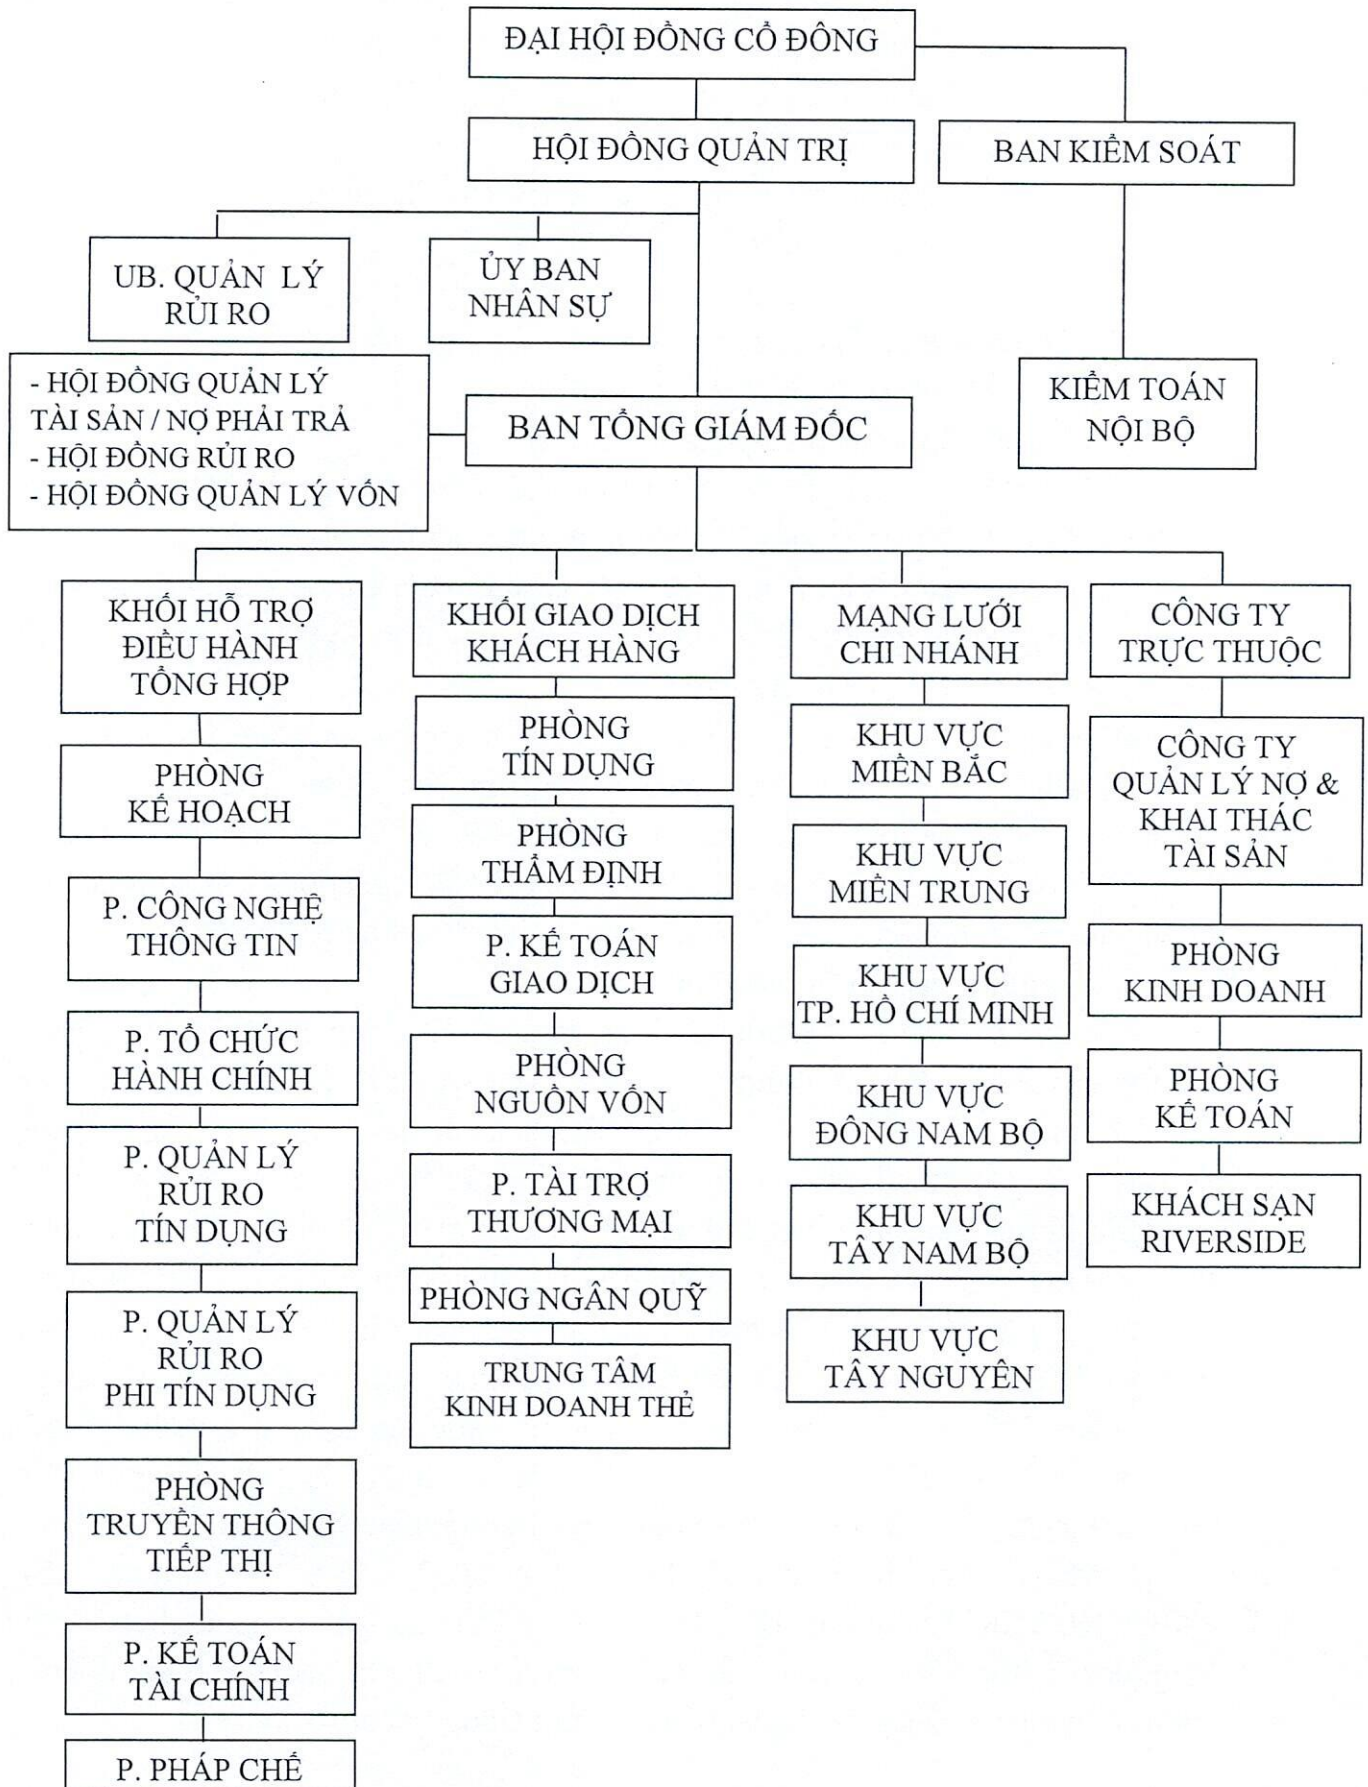 ĐẠI HỘI ĐỒNG CỔ ĐÔNG
HỘI ĐỒNG QUẢN TRỊ
BAN KIỂM SOÁT
UB. QUẢN LÝ
RỦI RO
ỦY BAN
NHÂN SỰ
- HỘI ĐỒNG QUẢN LÝ
TÀI SẢN / NỢ PHẢI TRẢ
- HỘI ĐỒNG RỦI RO
- HỘI ĐỒNG QUẢN LÝ VỐN
BAN TỔNG GIÁM ĐỐC
KIỂM TOÁN
NỘI BỘ
KHỐI HỖ TRỢ
ĐIỀU HÀNH
TỔNG HỢP
PHÒNG
KẾ HOẠCH
P. CÔNG NGHỆ
THÔNG TIN
P. TỔ CHỨC
HÀNH CHÍNH
P. QUẢN LÝ
RỦI RO
TÍN DỤNG
P. QUẢN LÝ
RỦI RO
PHI TÍN DỤNG
PHÒNG
TRUYỀN THÔNG
TIẾP THỊ
P. KẾ TOÁN
TÀI CHÍNH
P. PHÁP CHẾ
KHỐI GIAO DỊCH
KHÁCH HÀNG
PHÒNG
TÍN DỤNG
PHÒNG
THẨM ĐỊNH
P. KẾ TOÁN
GIAO DỊCH
PHÒNG
NGUỒN VỐN
P. TÀI TRỢ
THƯƠNG MẠI
PHÒNG NGÂN QUỸ
TRUNG TÂM
KINH DOANH THẺ
MẠNG LƯỚI
CHI NHÁNH
KHU VỰC
MIỀN BẮC
KHU VỰC
MIỀN TRUNG
KHU VỰC
TP. HỒ CHÍ MINH
KHU VỰC
ĐÔNG NAM BỘ
KHU VỰC
TÂY NAM BỘ
KHU VỰC
TÂY NGUYÊN
CÔNG TY
TRỰC THUỘC
CÔNG TY
QUẢN LÝ NỢ &
KHAI THÁC
TÀI SẢN
PHÒNG
KINH DOANH
PHÒNG
KẾ TOÁN
KHÁCH SẠN
RIVERSIDE